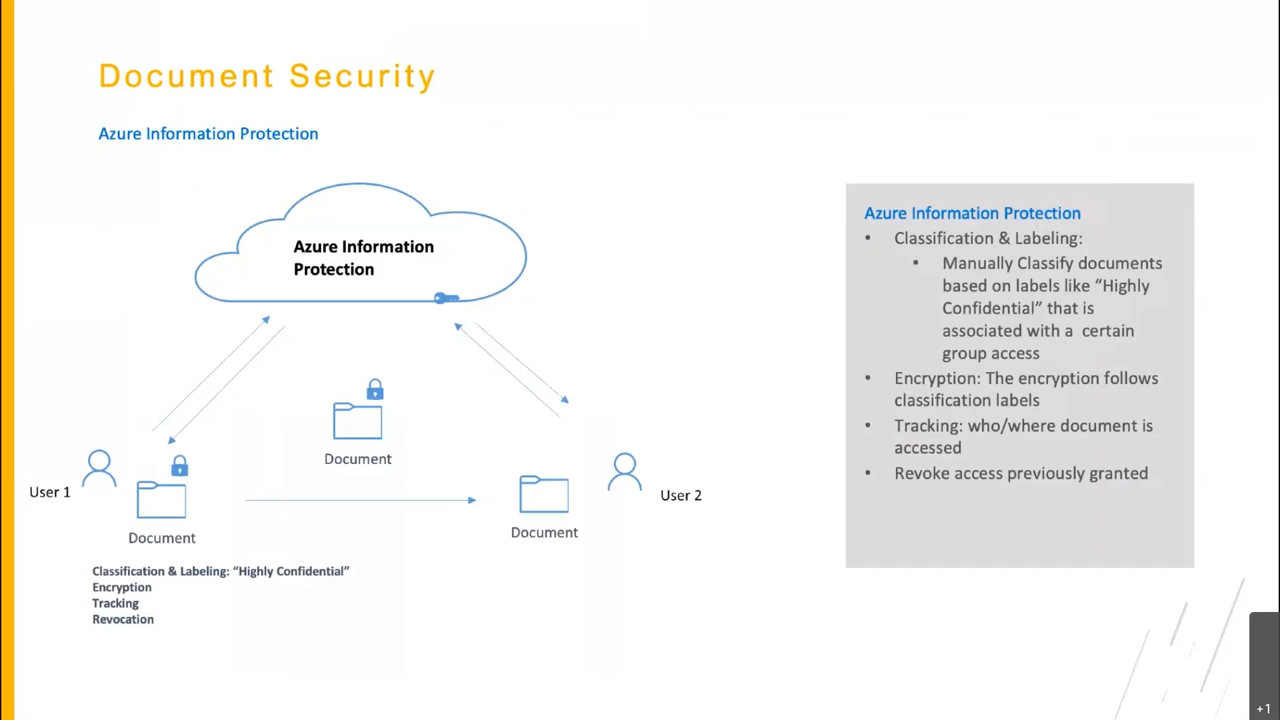 Document Security
Azure Information Protection
Azure Information
Protection
Document
User 1
Document
Document
User 2
Classification & Labeling: “Highly Confidential”
Encryption
Tracking
Revocation
Azure Information Protection
• Classification & Labeling:
• Manually Classify documents
based on labels like “Highly
Confidential” that is
associated with a certain
group access
• Encryption: The encryption follows
classification labels
• Tracking: who/where document is
accessed
• Revoke access previously granted
+1